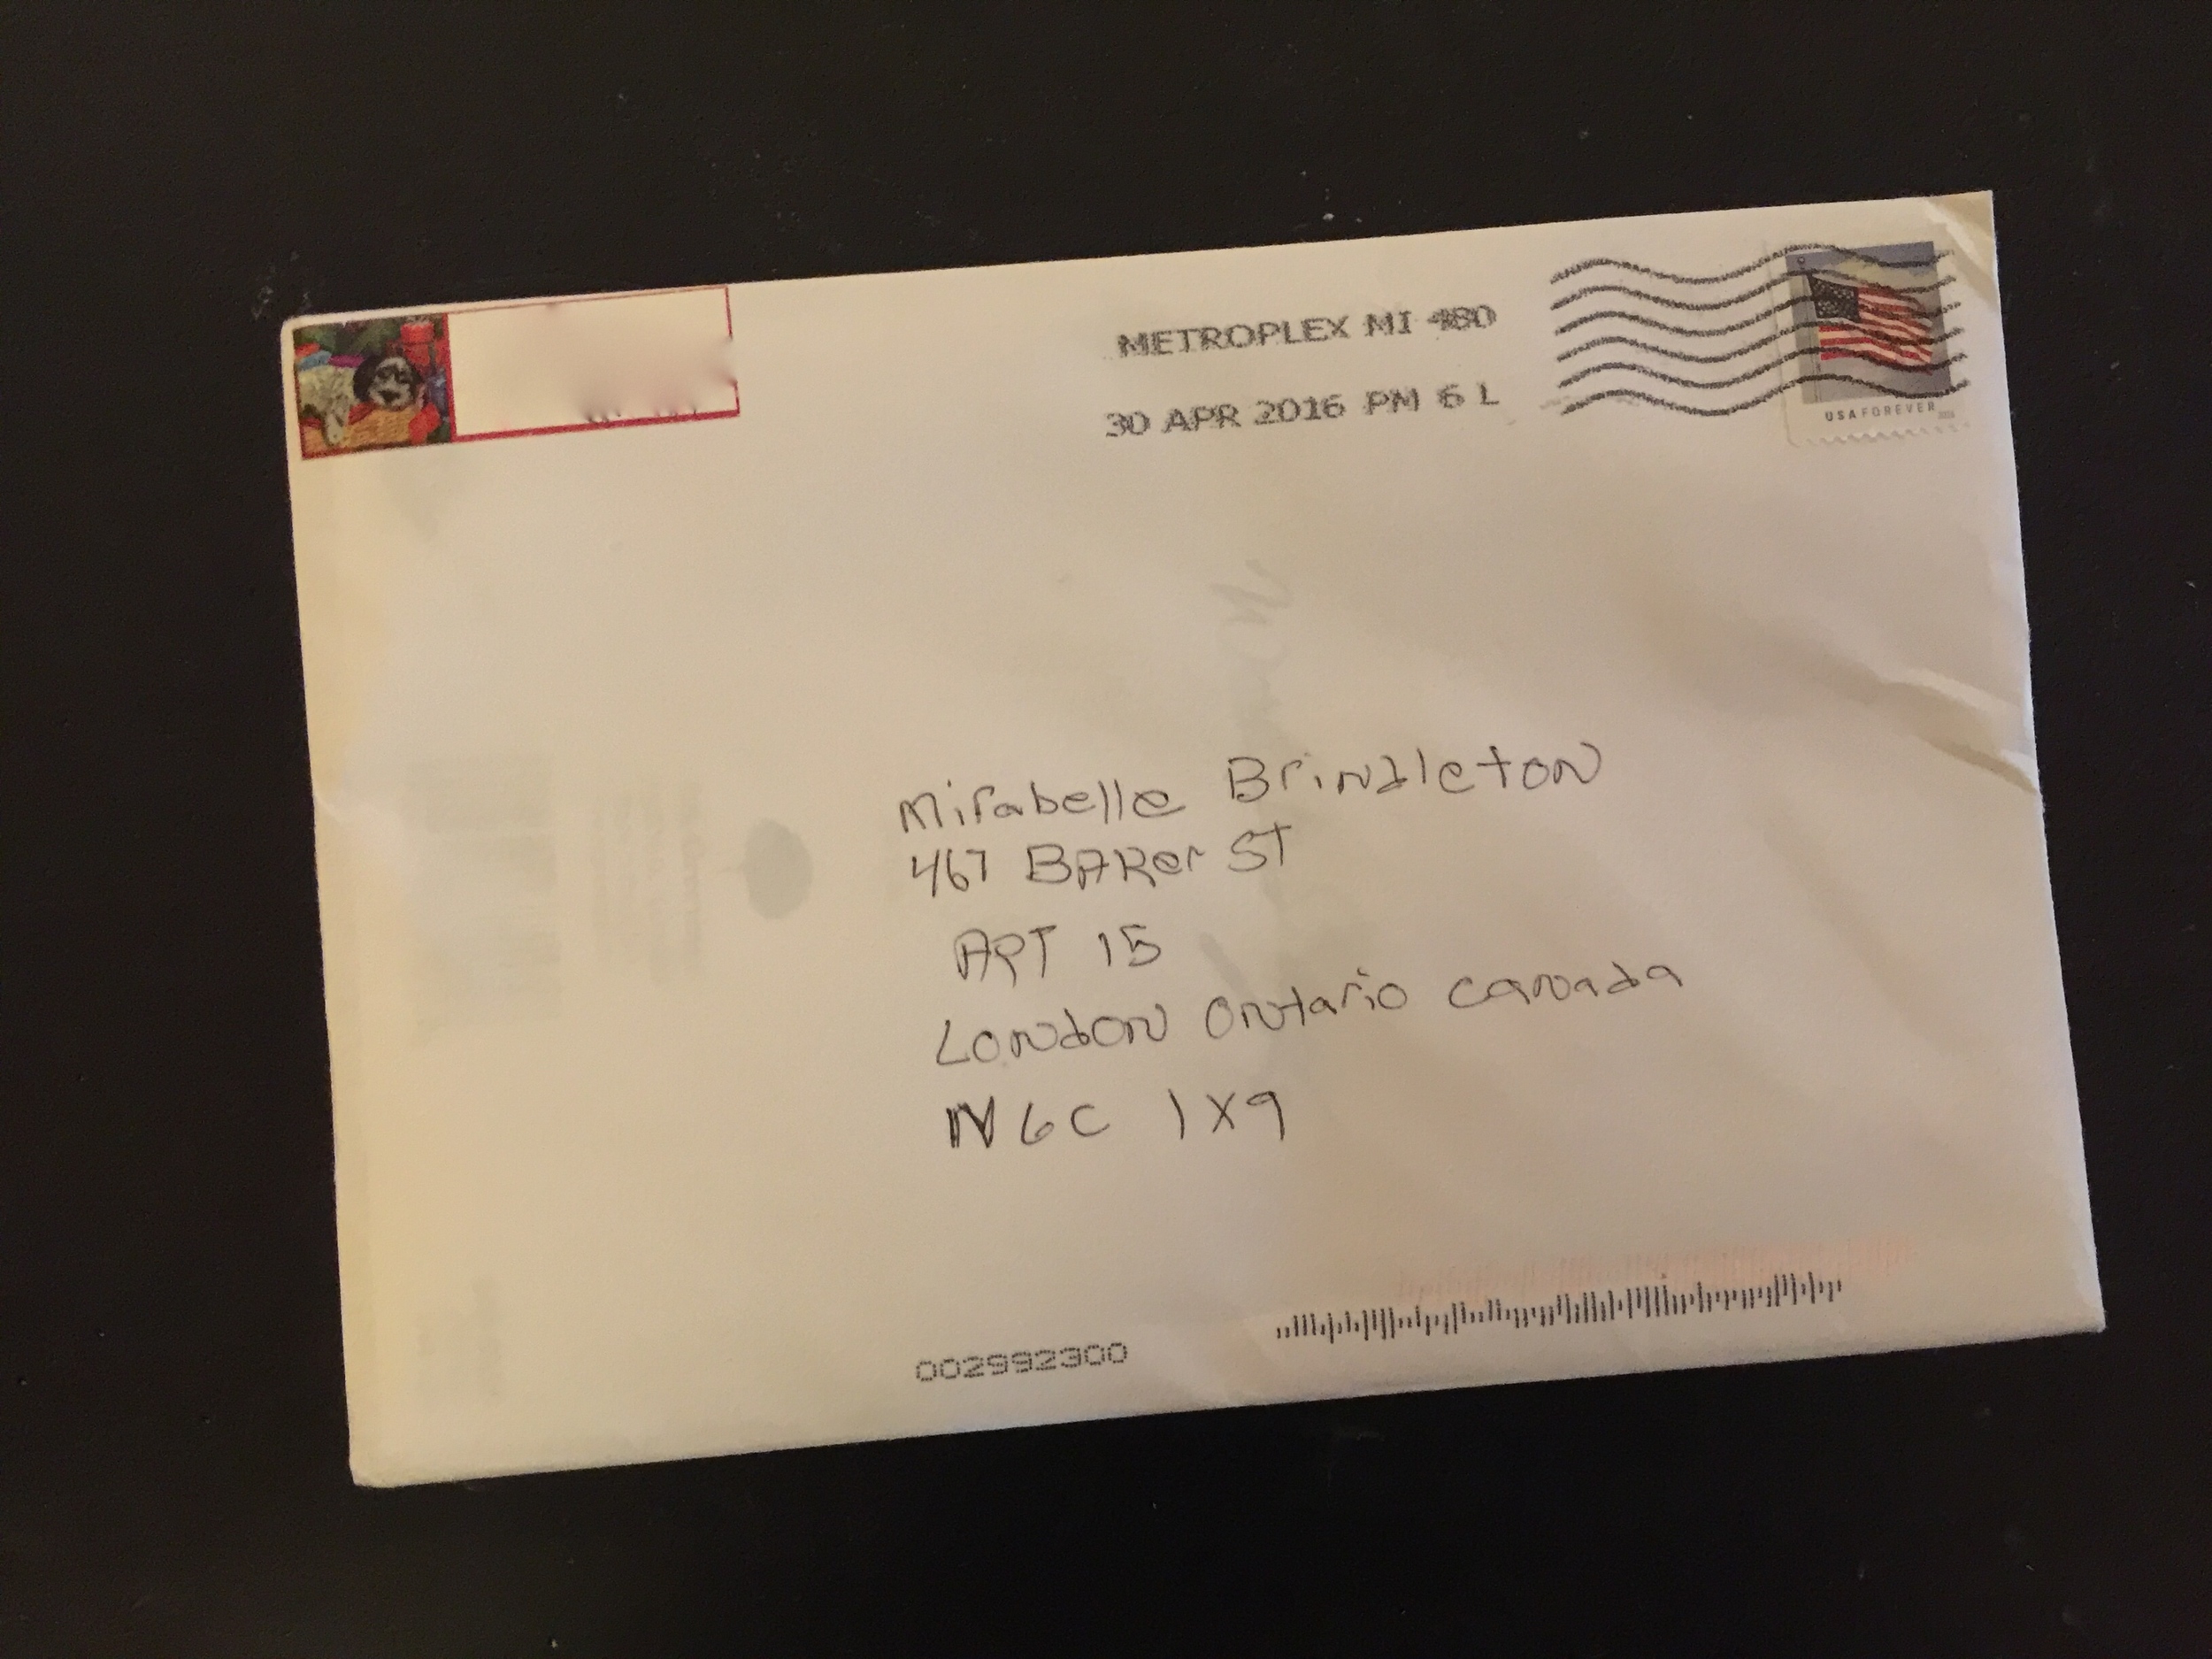 METROPLEX MI 480
30 APR 2016 PM 6 L
USA FOREVER
Mirabelle Brindleton
467 BAKer ST
APT 15
London Ontario Canada
N6C 1X9
002992300